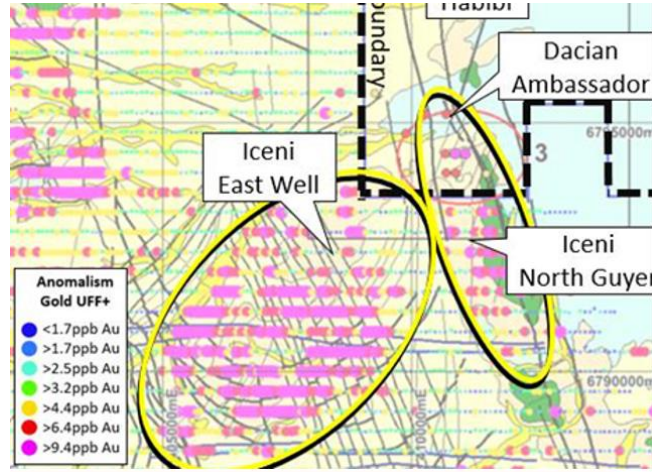 Habibi
oundary
Dacian
Ambassador
6795000mN
3
Iceni
East Well
Iceni
North Guyer
Anomalism
Gold UFF+
<1.7ppb Au
>1.7ppb Au
>2.5ppb Au
>3.2ppb Au
>4.4ppb Au
>6.4ppb Au
>9.4ppb Au
6790000m